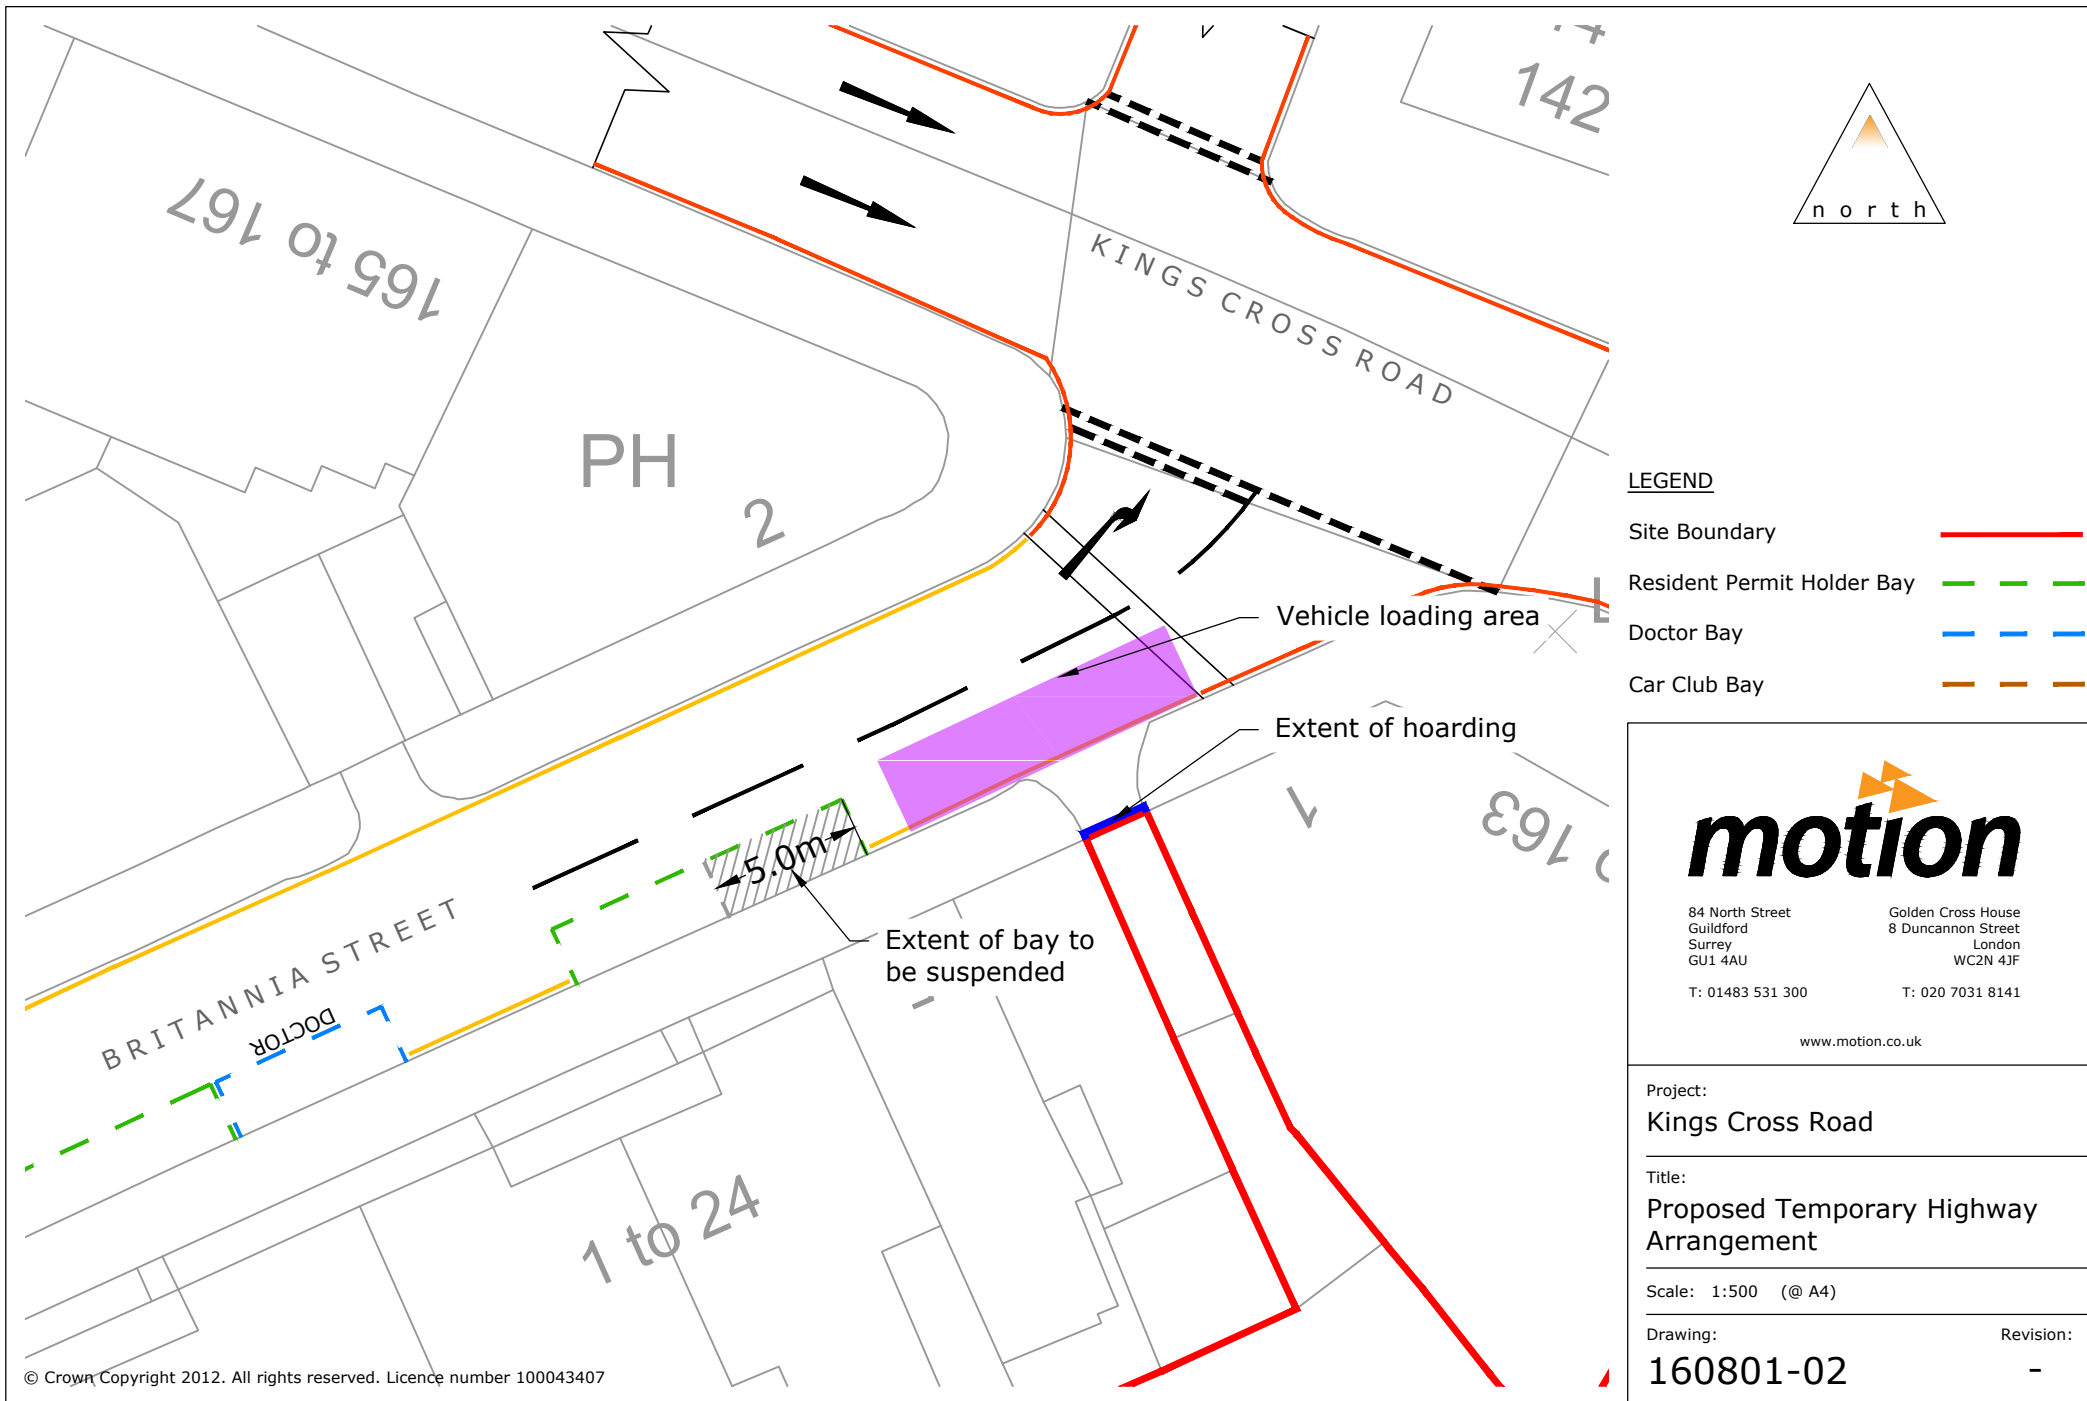 142
165 to 167
KINGS CROSS ROAD
PH
2
Vehicle loading area
Extent of hoarding
1
163
5.0m
Extent of bay to
be suspended
BRITANNIA STREET
DOCTOR
1 to 24
© Crown Copyright 2012. All rights reserved. Licence number 100043407
north
LEGEND
Site Boundary
Resident Permit Holder Bay
Doctor Bay
Car Club Bay
motion
84 North Street
Guildford
Surrey
GU1 4AU
T: 01483 531 300
Golden Cross House
8 Duncannon Street
London
WC2N 4JF
T: 020 7031 8141
www.motion.co.uk
Project:
Kings Cross Road
Title:
Proposed Temporary Highway
Arrangement
Scale: 1:500 (@ A4)
Drawing:
160801-02
Revision:
-